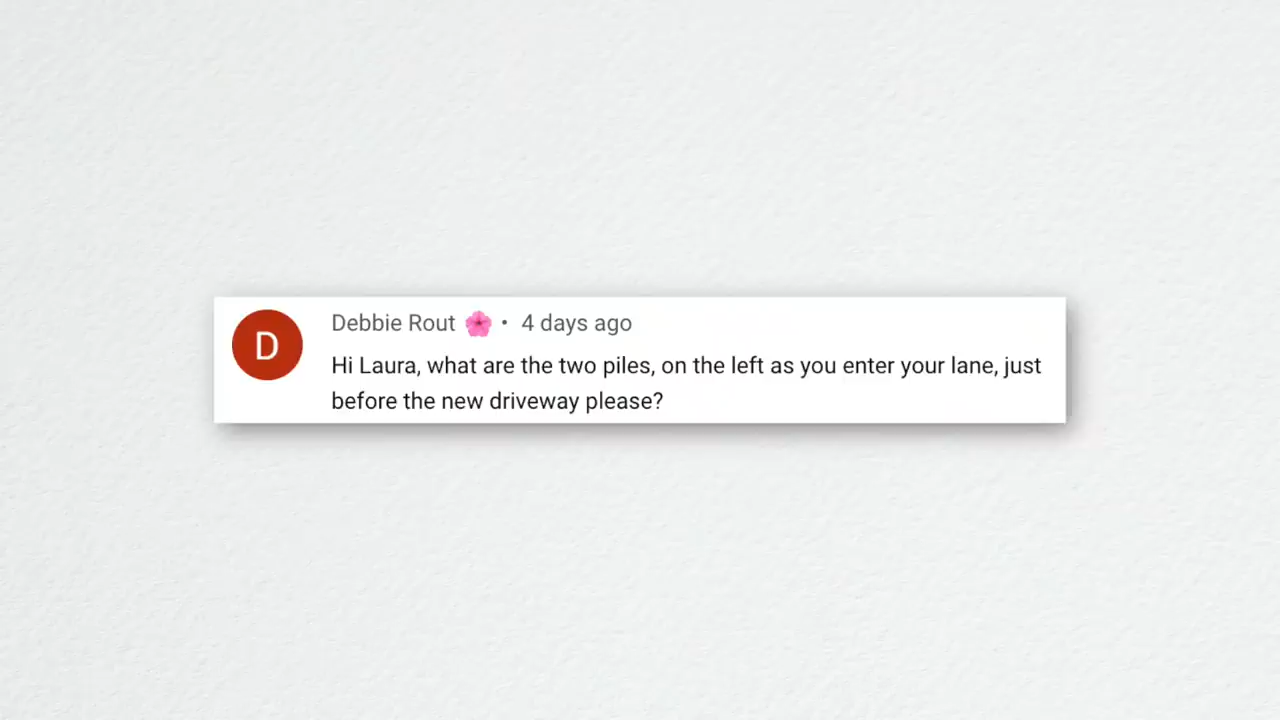 D
Debbie Rout 🌸 • 4 days ago
Hi Laura, what are the two piles, on the left as you enter your lane, just
before the new driveway please?